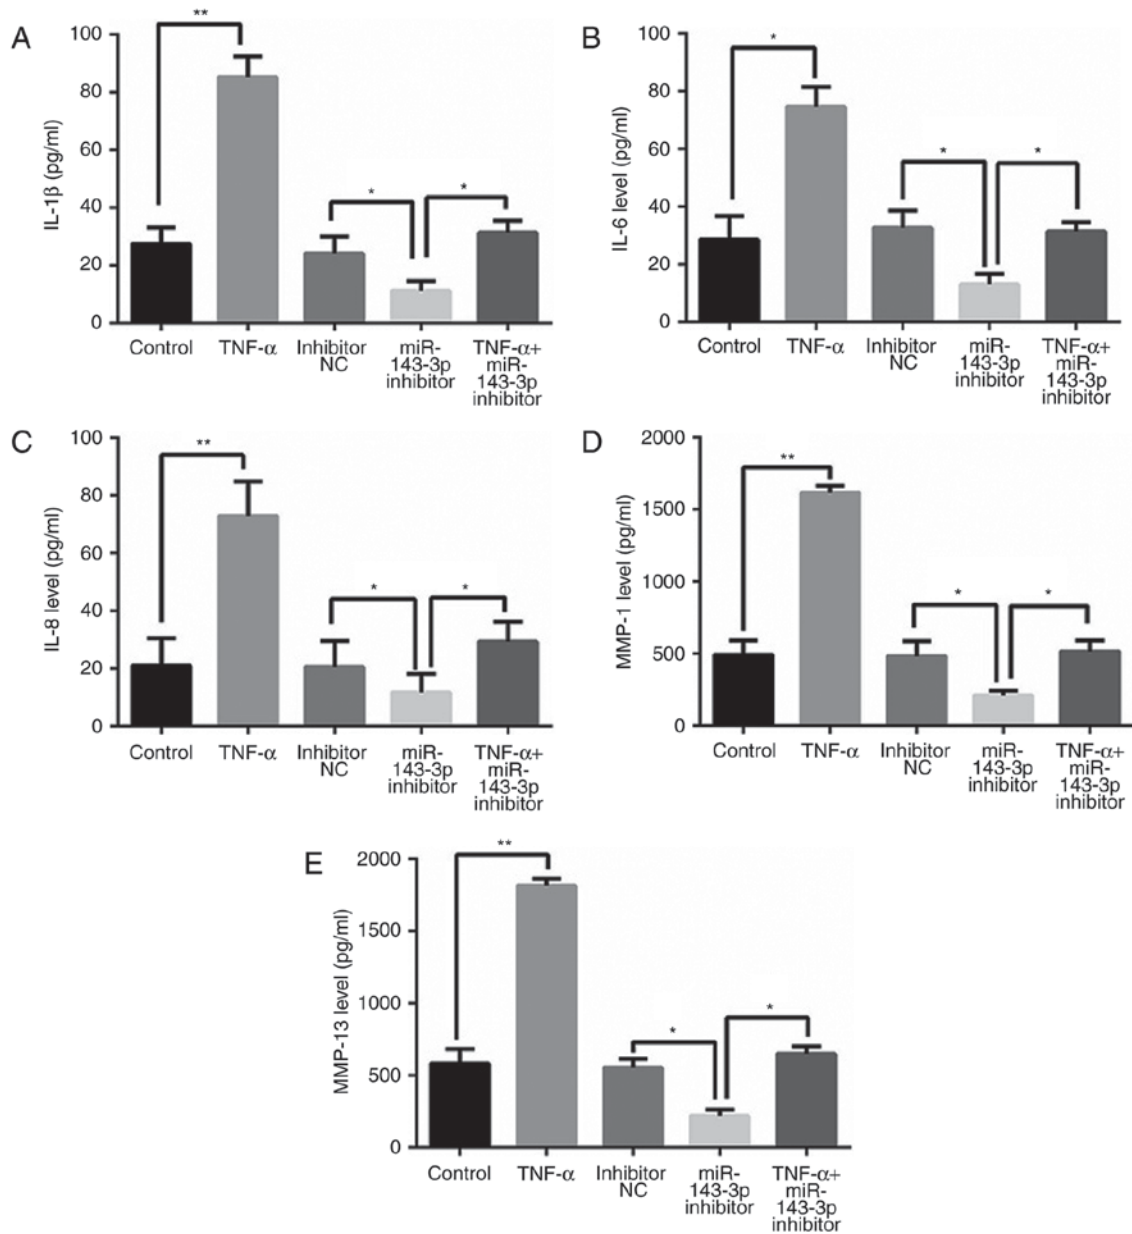 A
IL-1β (pg/ml)
100
80
60
40
20
0
**
*
*
Control
TNF-α
Inhibitor
NC
miR-
143-3p
inhibitor
TNF-α+
miR-
143-3p
inhibitor
B
IL-6 level (pg/ml)
100
80
60
40
20
0
*
*
*
Control
TNF-α
Inhibitor
NC
miR-
143-3p
inhibitor
TNF-α+
miR-
143-3p
inhibitor
C
IL-8 level (pg/ml)
100
80
60
40
20
0
**
*
*
Control
TNF-α
Inhibitor
NC
miR-
143-3p
inhibitor
TNF-α+
miR-
143-3p
inhibitor
D
MMP-1 level (pg/ml)
2000
1500
1000
500
0
**
*
*
Control
TNF-α
Inhibitor
NC
miR-
143-3p
inhibitor
TNF-α+
miR-
143-3p
inhibitor
E
MMP-13 level (pg/ml)
2000
1500
1000
500
0
**
*
*
Control
TNF-α
Inhibitor
NC
miR-
143-3p
inhibitor
TNF-α+
miR-
143-3p
inhibitor